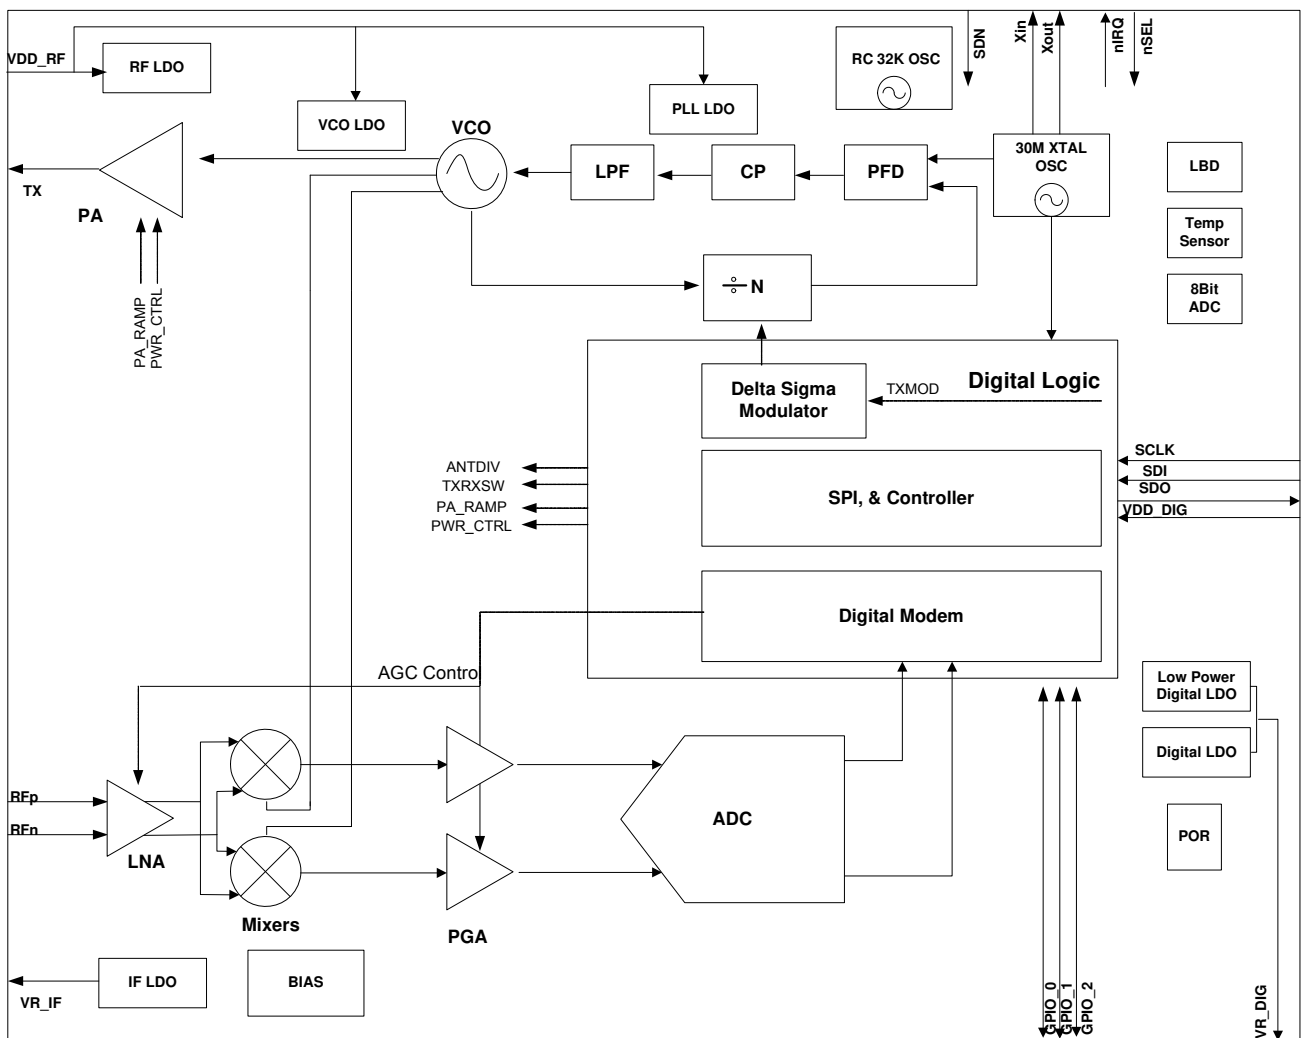 VDD_RF
RF LDO
VCO LDO
PLL LDO
RC 32K OSC
SDN
Xin
Xout
nIRQ
nSEL
VCO
LPF
CP
PFD
30M XTAL
OSC
LBD
Temp
Sensor
8Bit
ADC
TX
PA
PA_RAMP
PWR_CTRL
÷ N
Delta Sigma
Modulator
TXMOD
Digital Logic
ANTDIV
TXRXSW
PA_RAMP
PWR_CTRL
SPI, & Controller
SCLK
SDI
SDO
VDD_DIG
Digital Modem
AGC Control
Low Power
Digital LDO
Digital LDO
RFp
RFn
LNA
Mixers
PGA
ADC
POR
IF LDO
VR_IF
BIAS
GPIO_0
GPIO_1
GPIO_2
VR_DIG